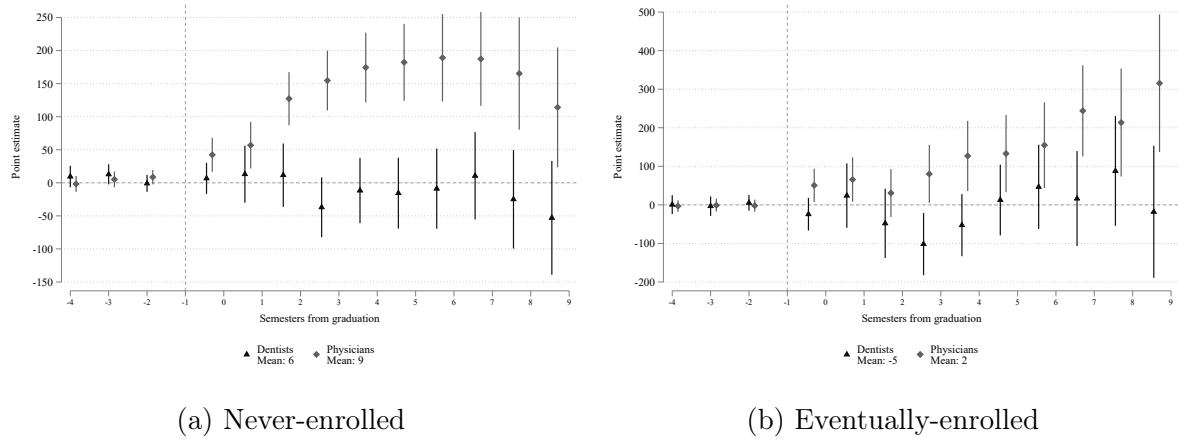 250
200
150
100
50
0
-50
-100
-150
Point estimate
-4 -3 -2 -1 0 1 2 3 4 5 6 7 8 9
Semesters from graduation
Dentists Physicians
Mean: 6 Mean: 9
(a) Never-enrolled
500
400
300
200
100
0
-100
-200
Point estimate
-4 -3 -2 -1 0 1 2 3 4 5 6 7 8 9
Semesters from graduation
Dentists Physicians
Mean: -5 Mean: 2
(b) Eventually-enrolled